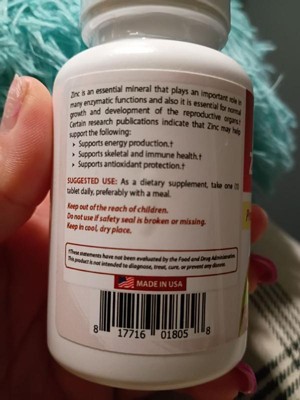 Zinc is an essential mineral that plays an important role in
many enzymatic functions and also it is essential for normal
growth and development of the reproductive organs!
Certain research publications indicate that Zinc may help
support the following:
➤ Supports energy production.†
➤ Supports skeletal and immune health.†
➤ Supports antioxidant protection.†
SUGGESTED USE: As a dietary supplement, take one (1)
tablet daily, preferably with a meal.
Keep out of the reach of children.
Do not use if safety seal is broken or missing.
Keep in cool, dry place.
†These statements have not been evaluated by the Food and Drug Administration.
This product is not intended to diagnose, treat, cure, or prevent any disease.
MADE IN USA
8 17716 01805 8